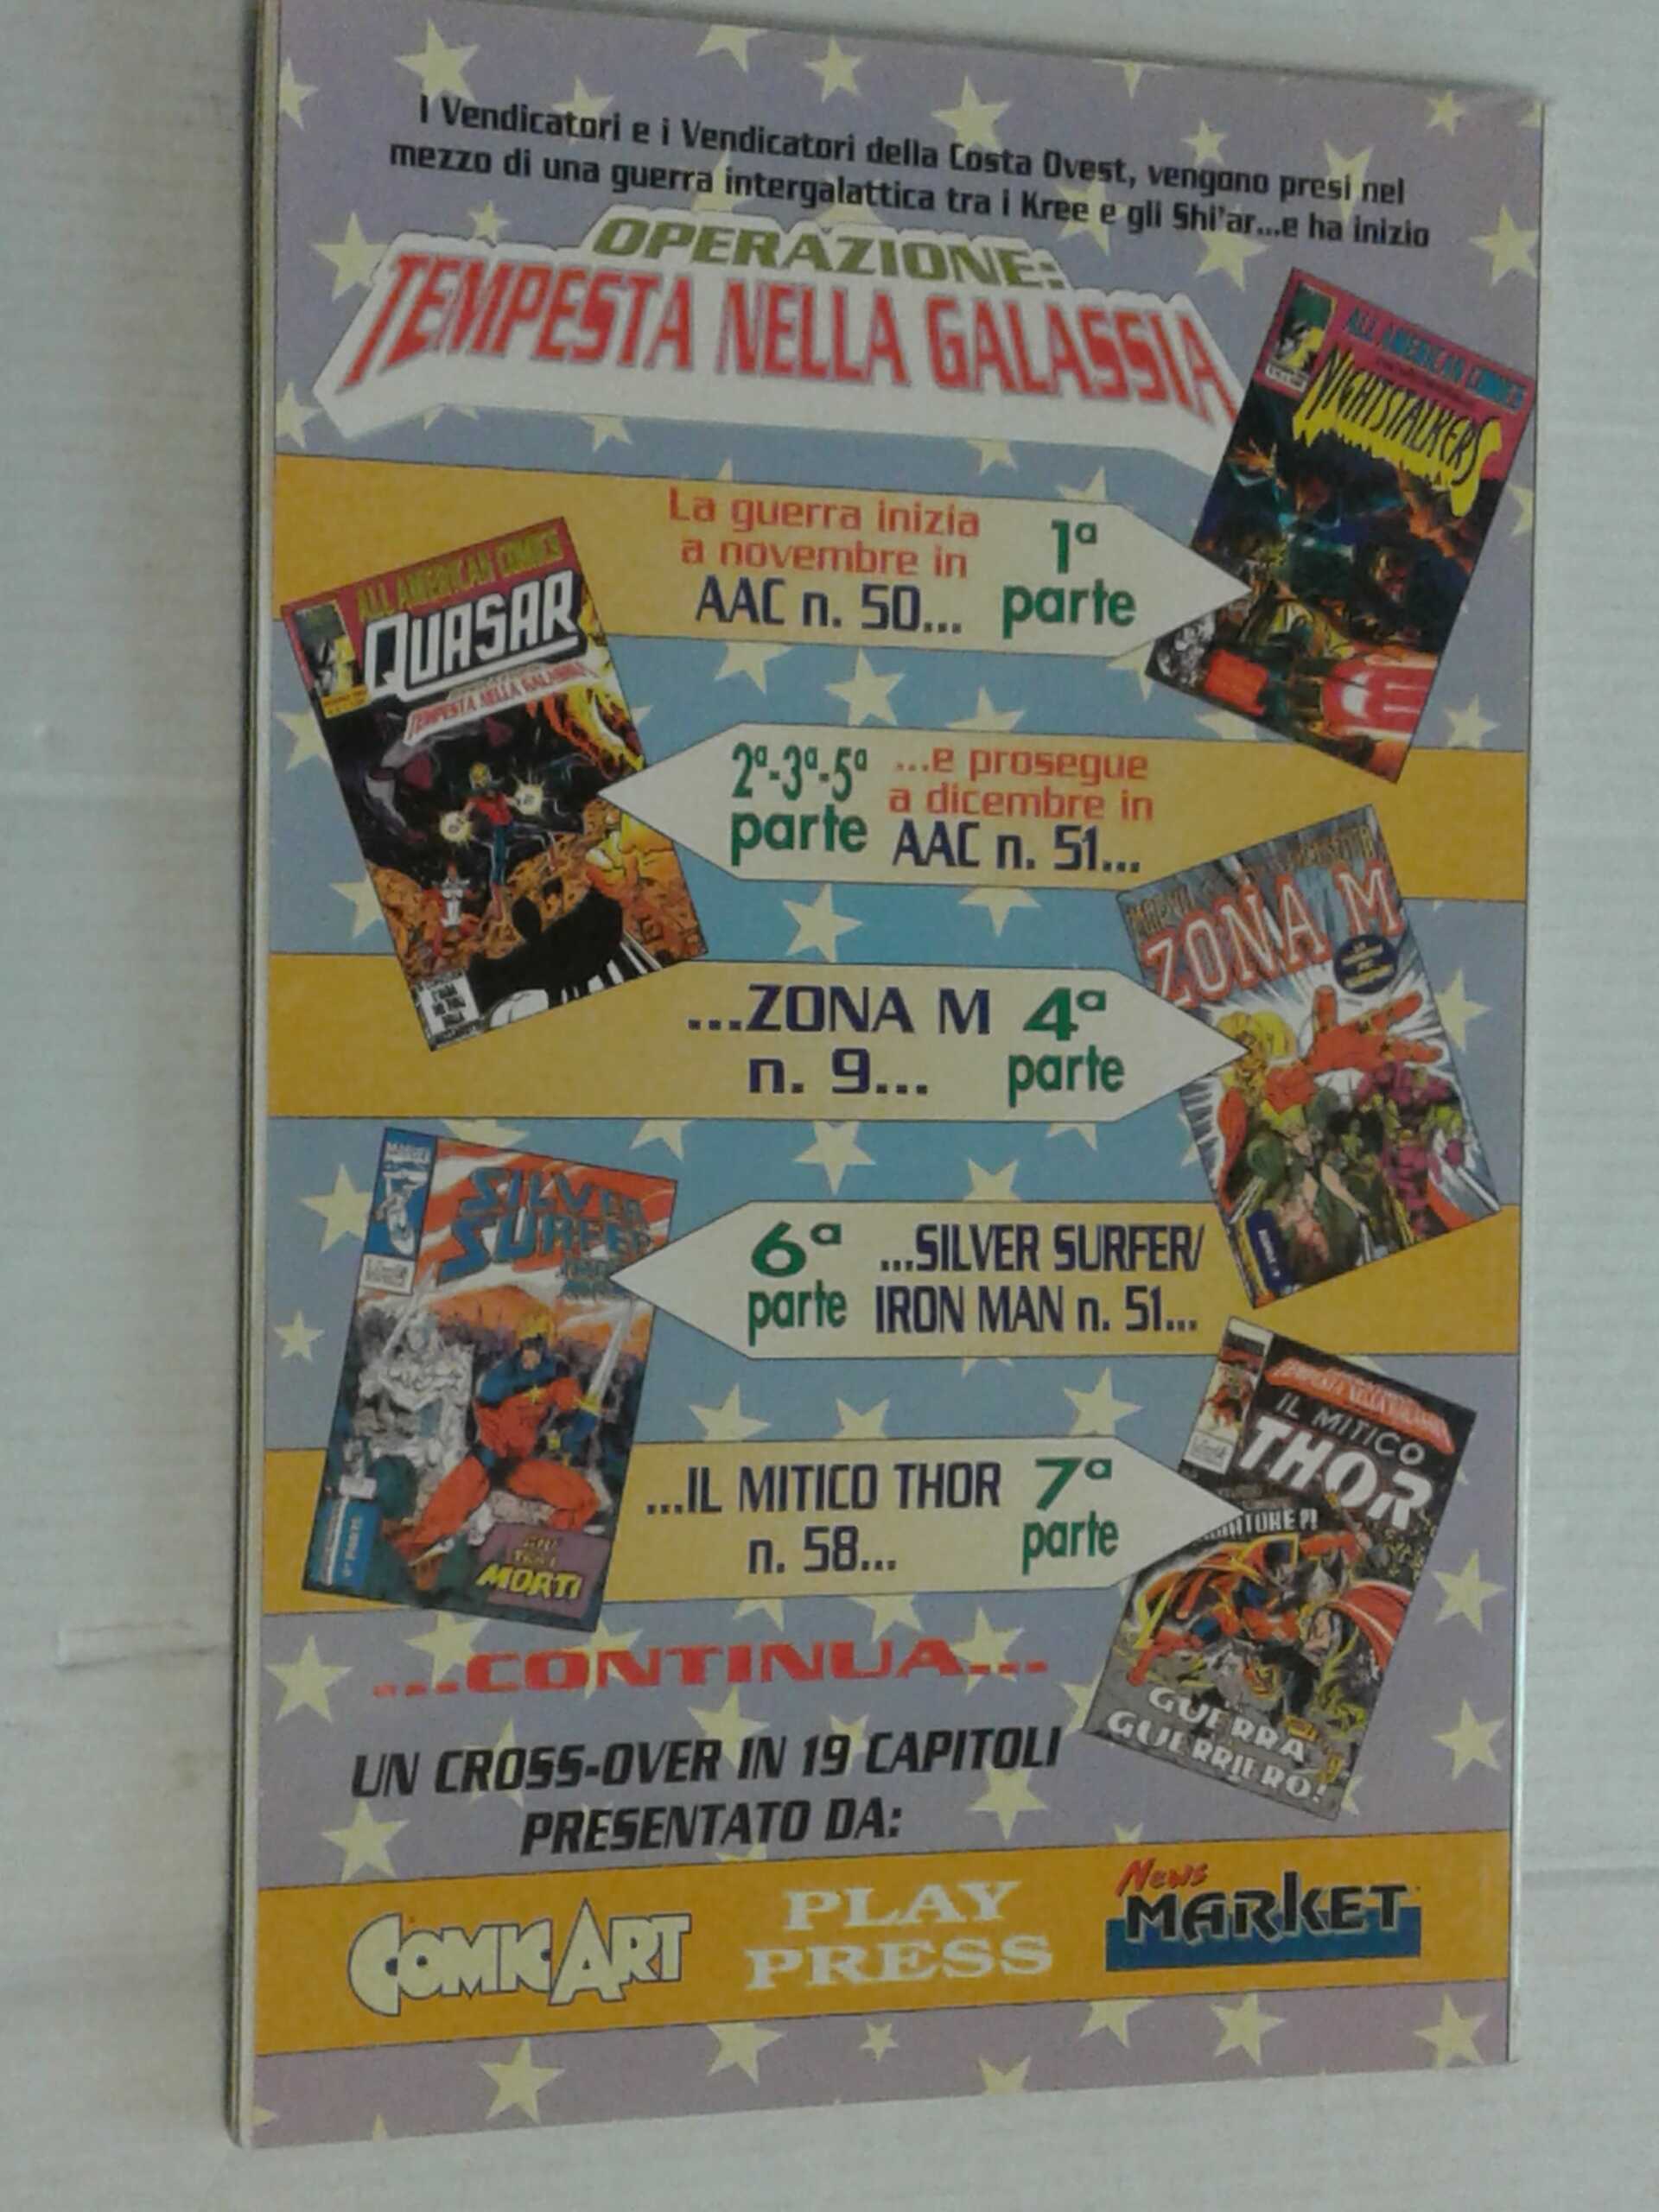 I Vendicatori e i Vendicatori della Costa Ovest, vengono presi nel
mezzo di una guerra intergalattica tra i Kree e gli Shi'ar...e ha inizio
OPERAZIONE:
TEMPESTA NELLA GALASSIA
ALL AMERICAN COMICS
NIGHTSTALKERS
La guerra inizia
a novembre in
AAC n. 50...
1ª
parte
ALL AMERICAN COMICS
QUASAR
TEMPESTA NELLA GALASSIA
2ª-3ª-5ª
parte
...e prosegue
a dicembre in
AAC n. 51...
ZONA M
...ZONA M
n. 9...
4ª
parte
MARVEL
SILVER
SURFER
MORTI
6ª
parte
...SILVER SURFER/
IRON MAN n. 51...
TEMPESTA NELLA GALASSIA
IL MITICO
THOR
GUERRA
GUERRIERO!
...IL MITICO THOR
n. 58...
7ª
parte
...CONTINUA...
UN CROSS-OVER IN 19 CAPITOLI
PRESENTATO DA:
COMIC ART
PLAY
PRESS
NEWS
MARKET